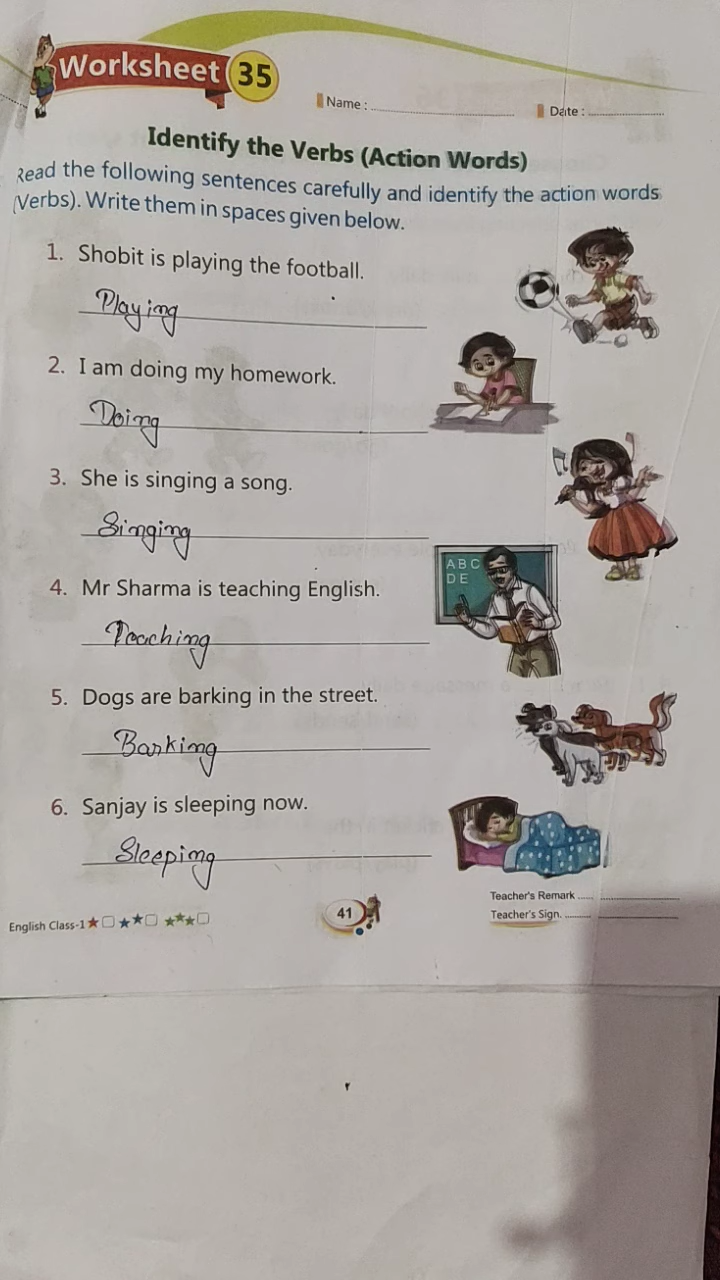 Worksheet 35
Name : Date :
Identify the Verbs (Action Words)
Read the following sentences carefully and identify the action words
(Verbs). Write them in spaces given below.
1. Shobit is playing the football.
Playing
2. I am doing my homework.
Doing
3. She is singing a song.
Singing
4. Mr Sharma is teaching English.
Teaching
A B C
D E
5. Dogs are barking in the street.
Barking
6. Sanjay is sleeping now.
Sleeping
Teacher's Remark
English Class-1 41 Teacher's Sign.